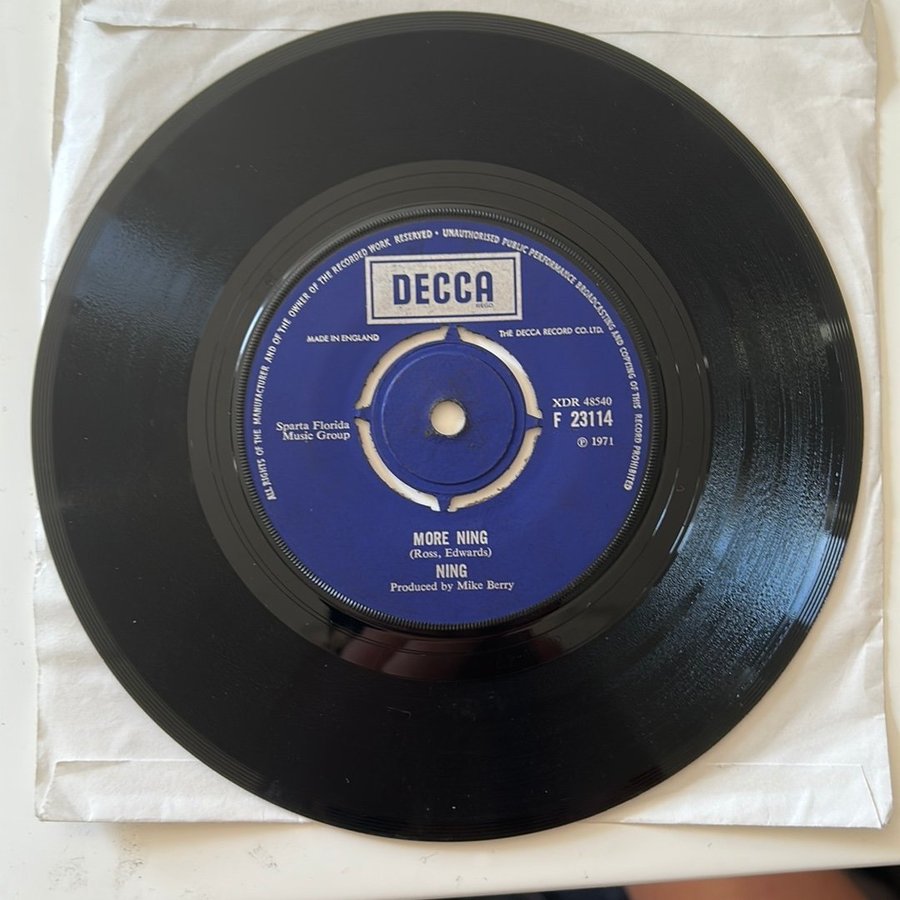 ALL RIGHTS OF THE MANUFACTURER AND OF THE OWNER OF THE RECORDED WORK RESERVED • UNAUTHORISED PUBLIC PERFORMANCE BROADCASTING AND COPYING OF THIS RECORD PROHIBITED
DECCA
REGD.
MADE IN ENGLAND
THE DECCA RECORD CO. LTD.
XDR 48540
F 23114
℗ 1971
Sparta Florida
Music Group
MORE NING
(Ross, Edwards)
NING
Produced by Mike Berry